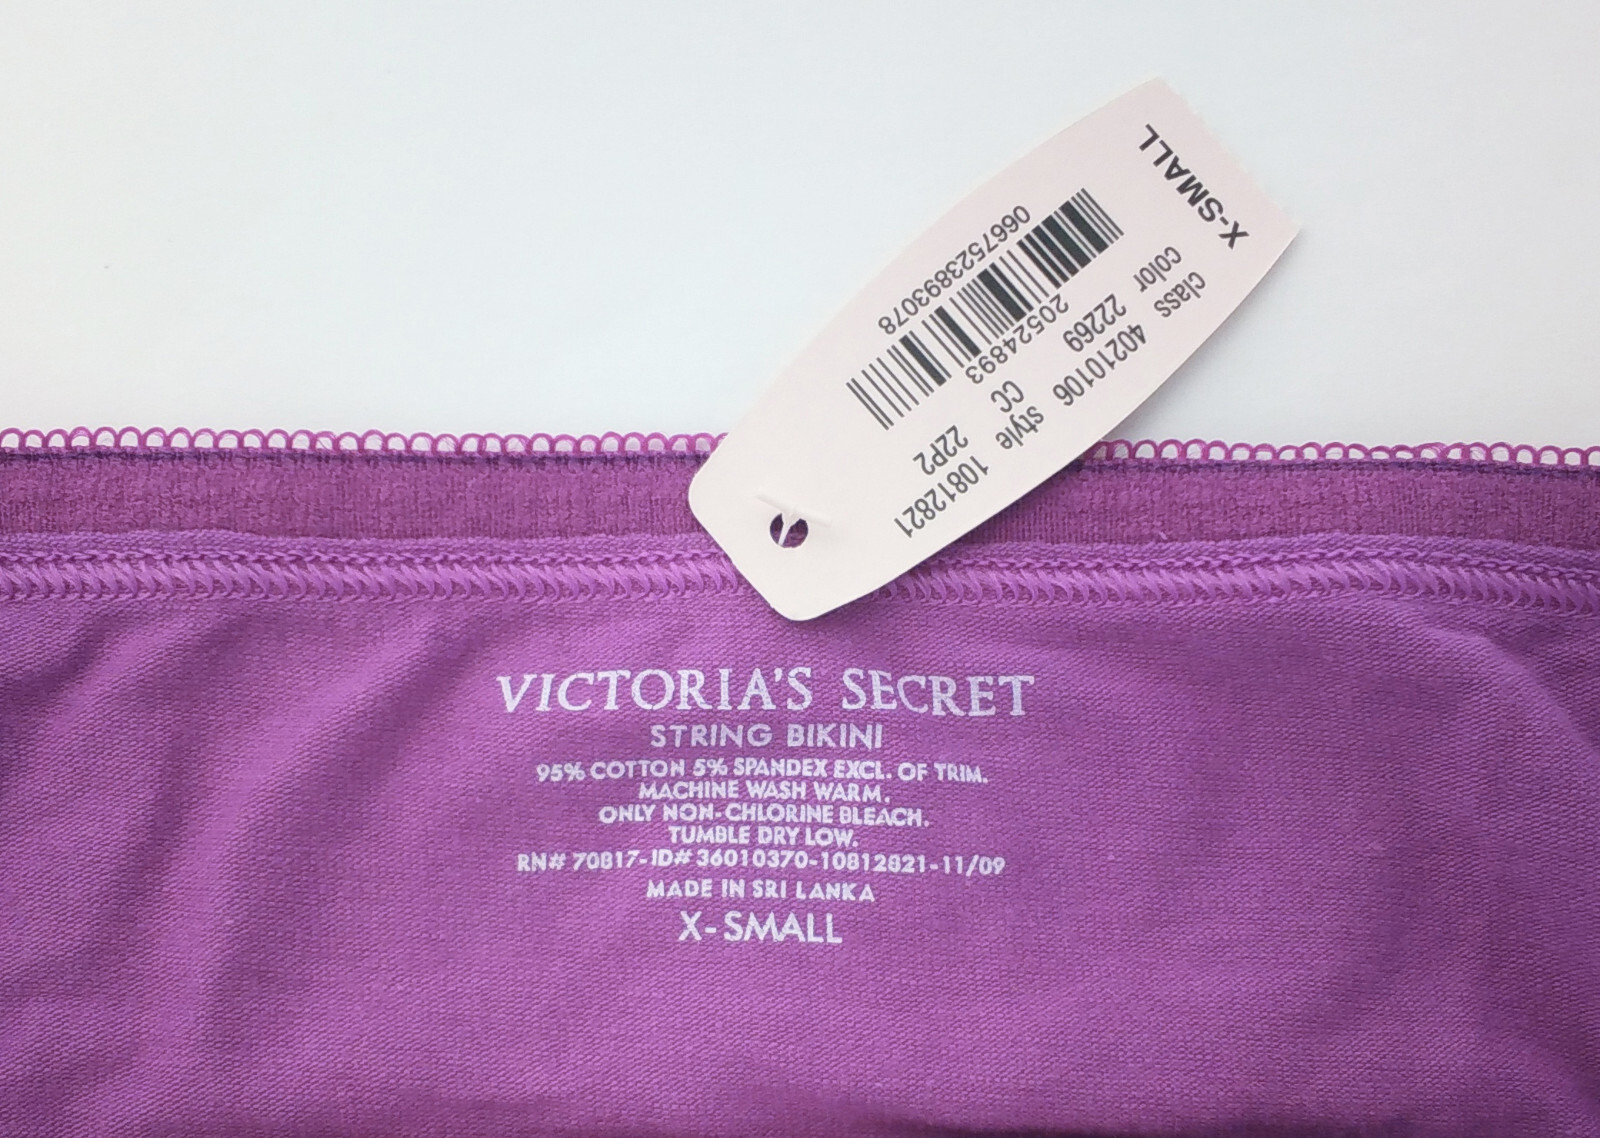 X-SMALL
class 40210106 style 10812821
color 22269 CC 22P2
20524893
0667523893078
VICTORIA'S SECRET
STRING BIKINI
95% COTTON 5% SPANDEX EXCL. OF TRIM.
MACHINE WASH WARM.
ONLY NON-CHLORINE BLEACH.
TUMBLE DRY LOW.
RN# 70817-ID# 36010370-10812821-11/09
MADE IN SRI LANKA
X-SMALL